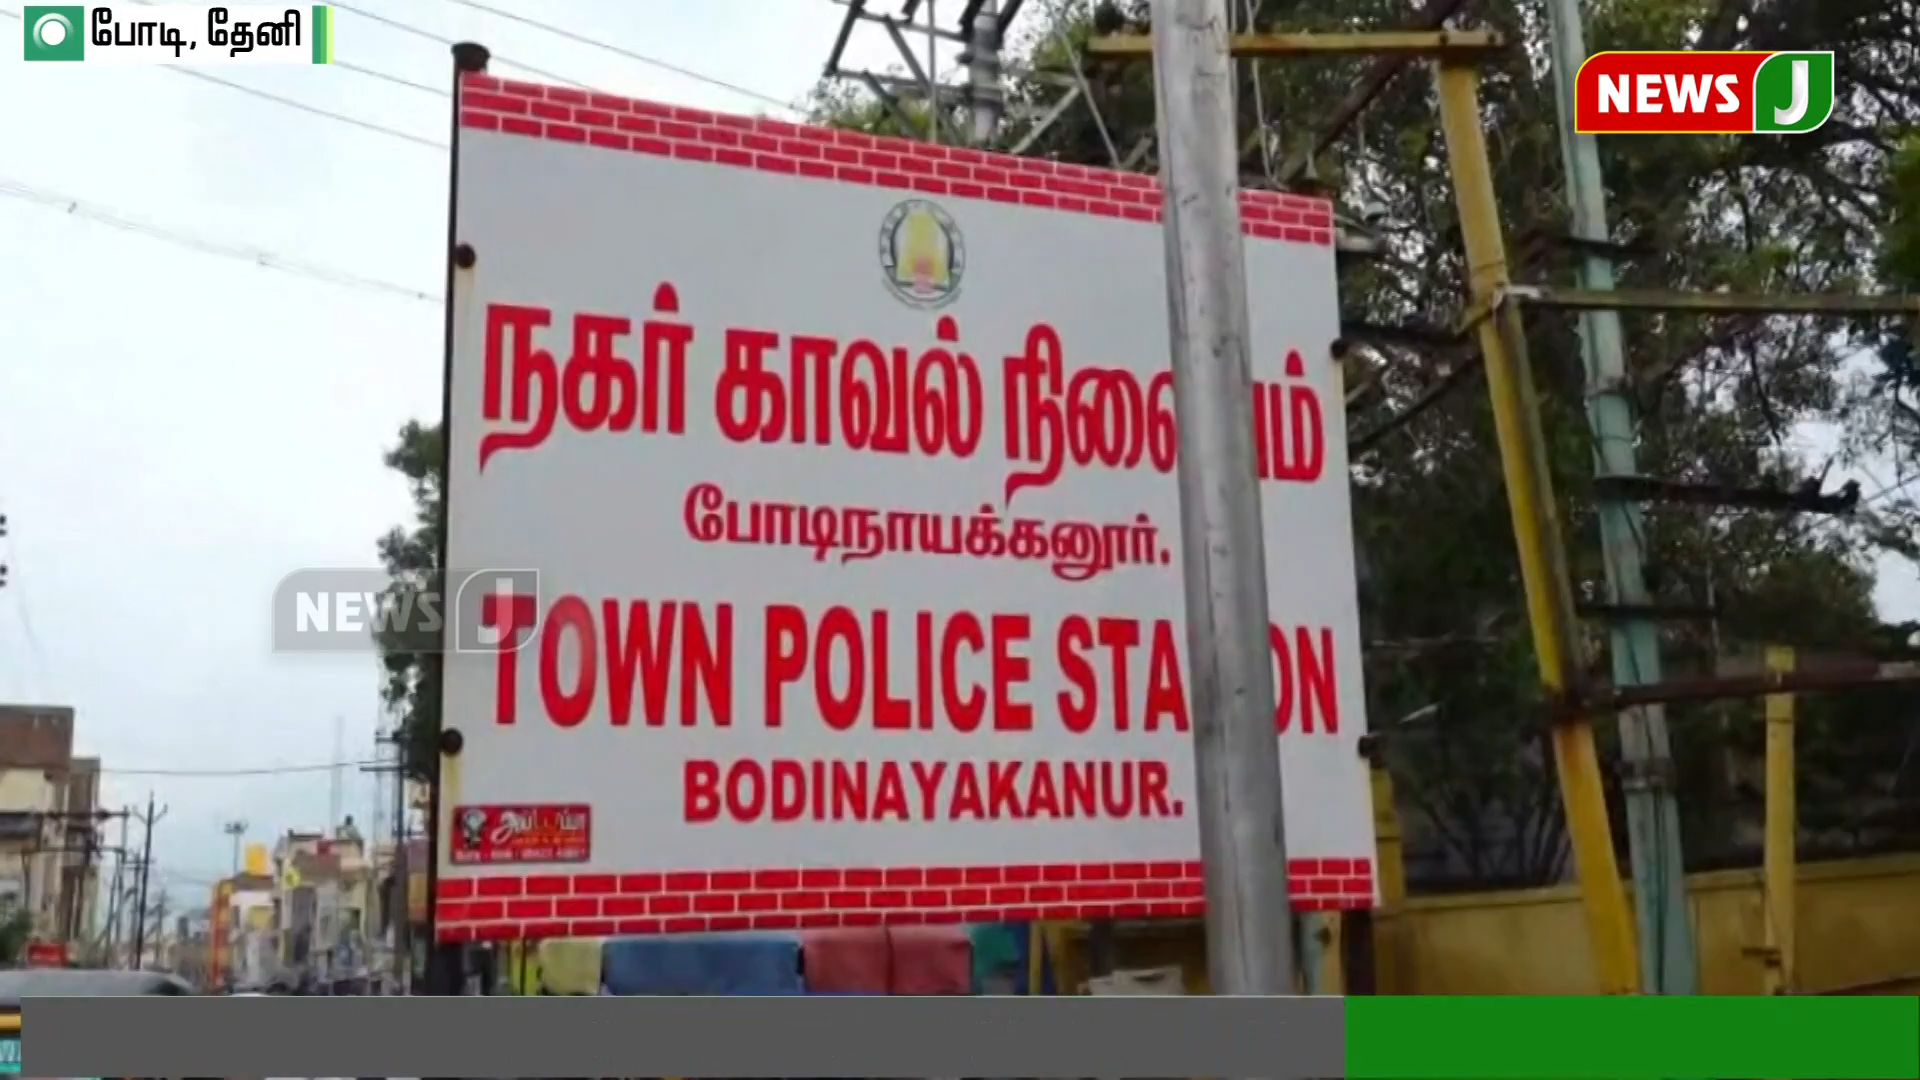 போடி, தேனி
NEWS J
நகர் காவல் நிலையம்
போடிநாயக்கனூர்.
NEWS J
TOWN POLICE STATION
BODINAYAKANUR.